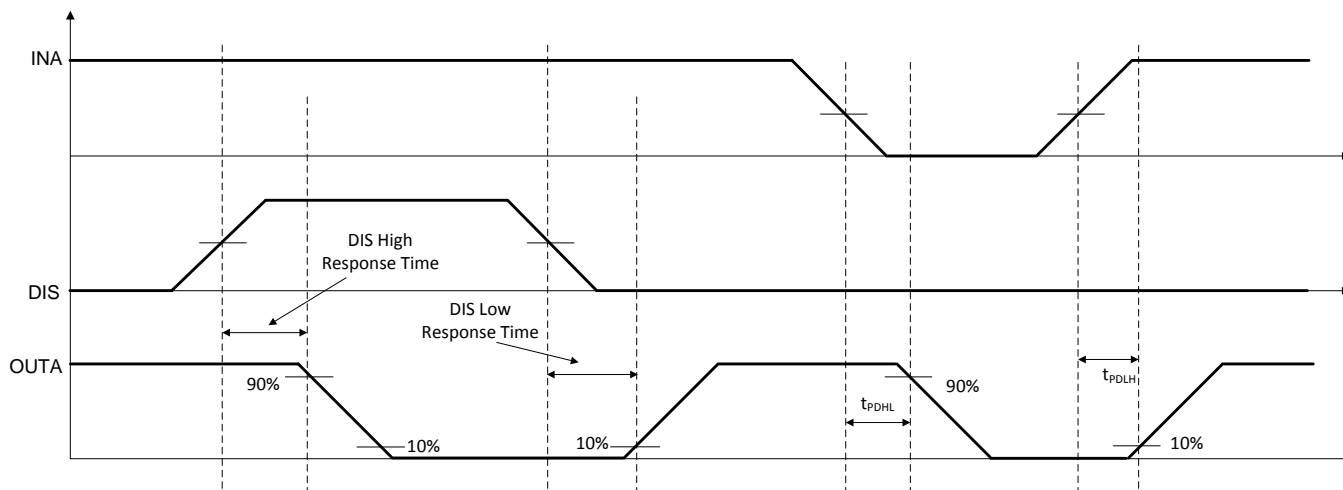 INA
DIS High
Response Time
DIS
DIS Low
Response Time
OUTA
90%
10%
10%
tPDHL
90%
tPDLH
10%